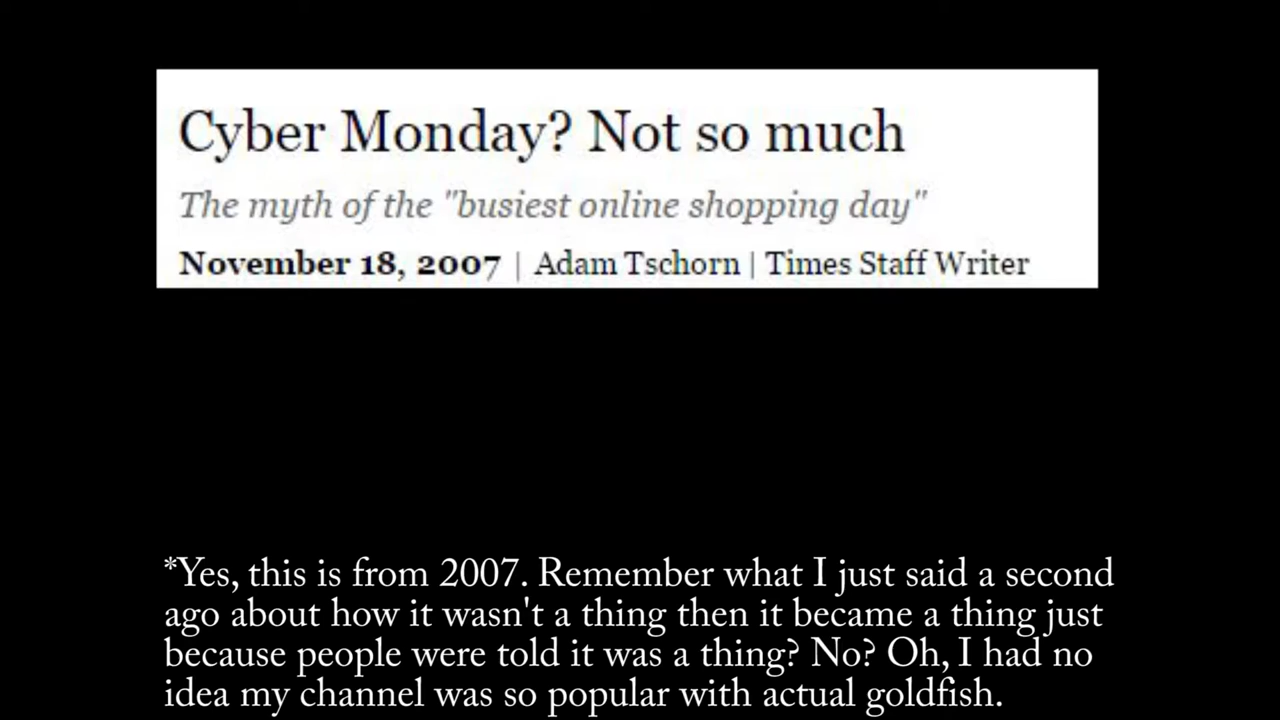 Cyber Monday? Not so much
The myth of the "busiest online shopping day"
November 18, 2007 | Adam Tschorn | Times Staff Writer
*Yes, this is from 2007. Remember what I just said a second
ago about how it wasn't a thing then it became a thing just
because people were told it was a thing? No? Oh, I had no
idea my channel was so popular with actual goldfish.